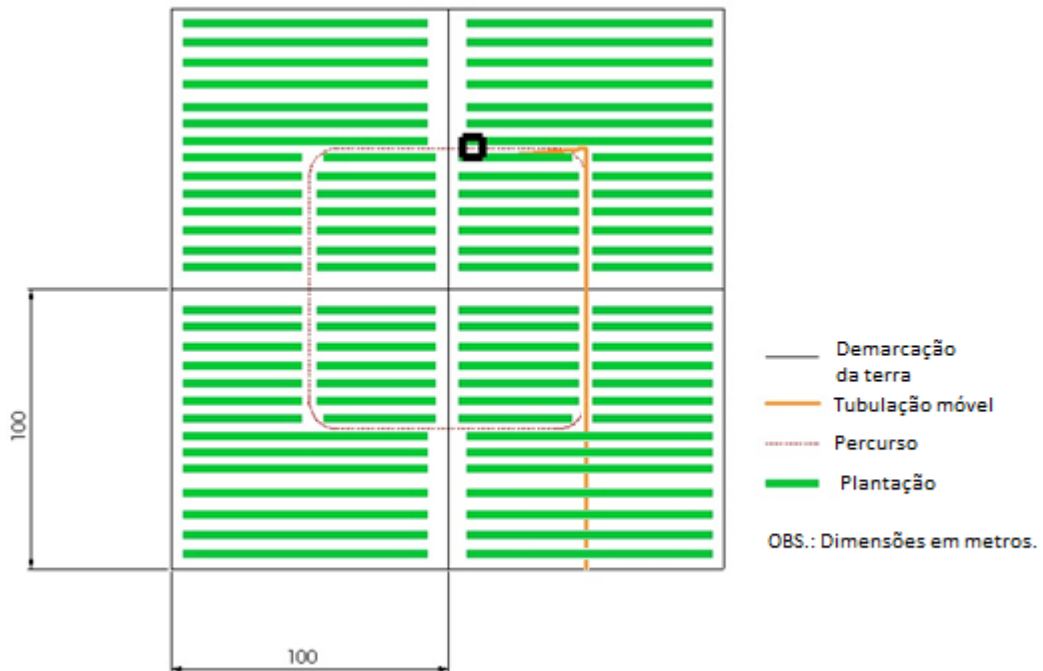 100
100
Demarcação
da terra
Tubulação móvel
Percurso
Plantação
OBS.: Dimensões em metros.